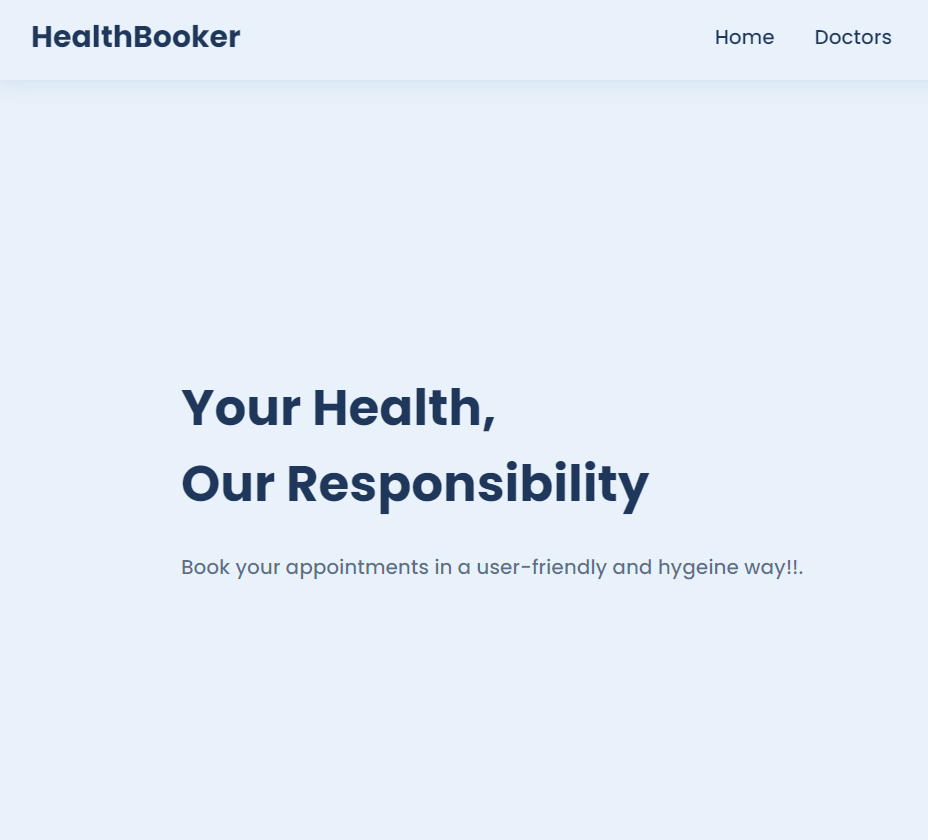 HealthBooker
Home Doctors
Your Health,
Our Responsibility
Book your appointments in a user-friendly and hygeine way!!.